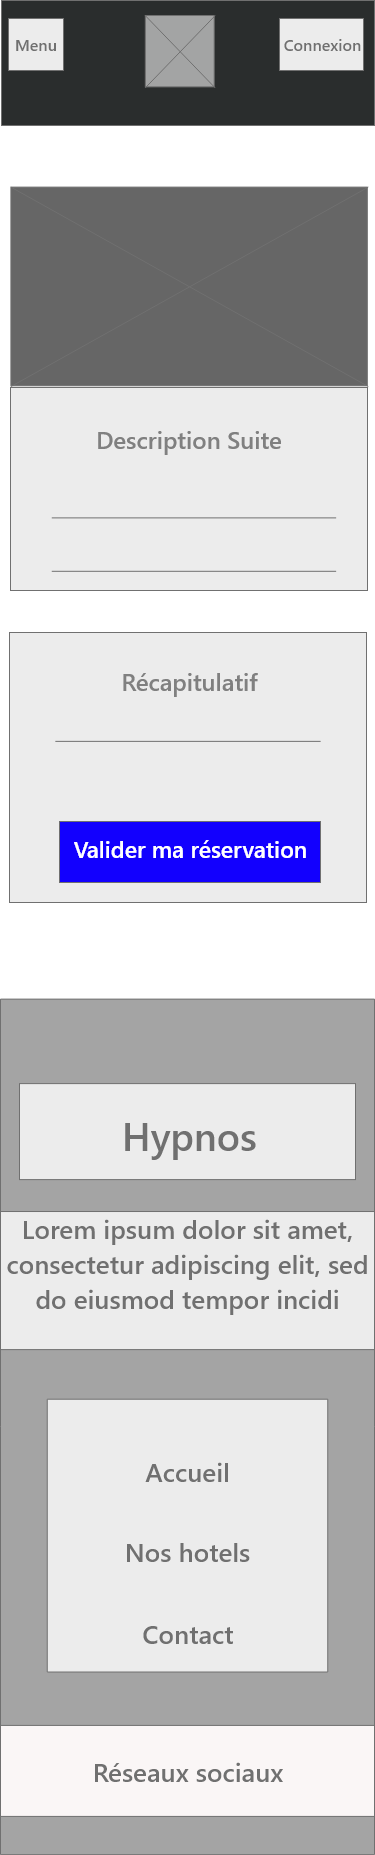 Menu
Connexion
Description Suite
Récapitulatif
Valider ma réservation
Hypnos
Lorem ipsum dolor sit amet,
consectetur adipiscing elit, sed
do eiusmod tempor incidi
Accueil
Nos hotels
Contact
Réseaux sociaux